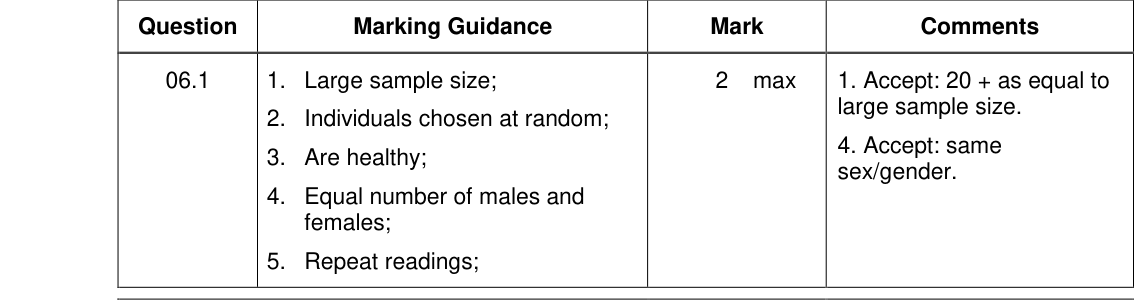 Question Marking Guidance Mark Comments
06.1 1. Large sample size; 2 max 1. Accept: 20 + as equal to
large sample size.
2. Individuals chosen at random;
4. Accept: same
3. Are healthy;
sex/gender.
4. Equal number of males and
females;
5. Repeat readings;